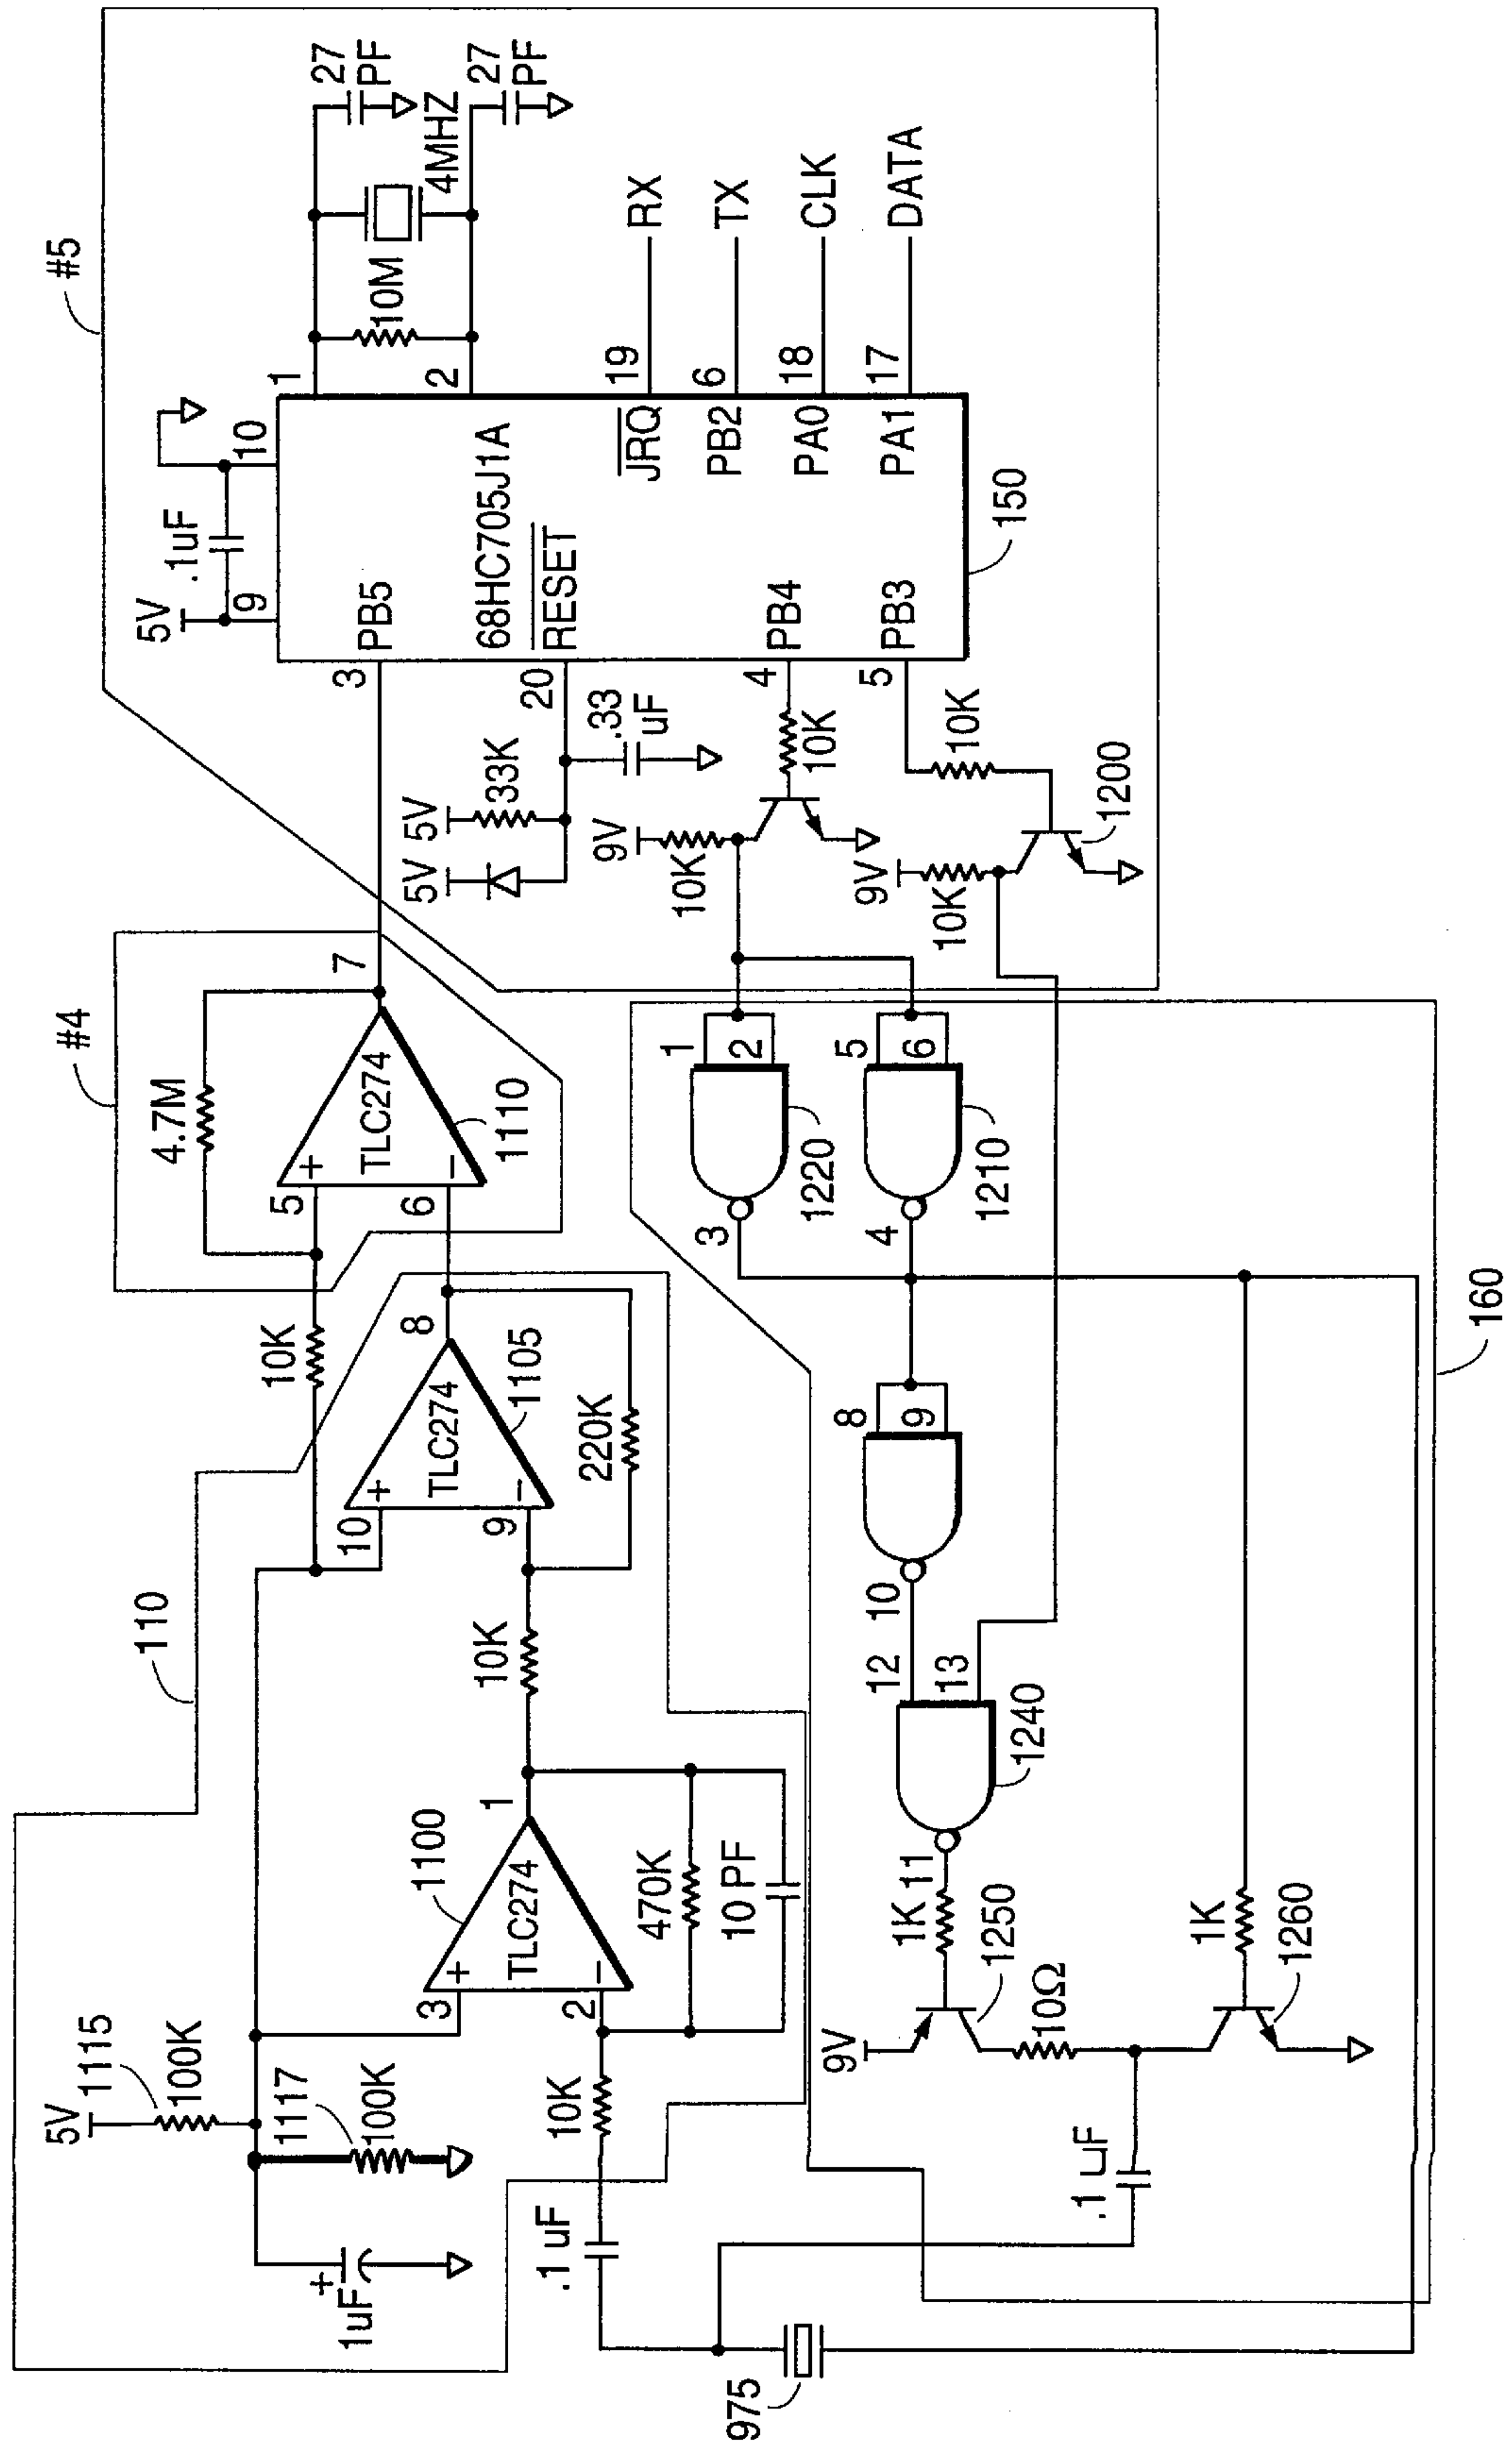 #5
27
PF
4MHZ
27
PF
10M
1
2
.1uF
5V
9
10
PB5
3
68HC705J1A
RESET
20
JRQ
19
RX
PB2
6
TX
PA0
18
CLK
PA1
17
DATA
PB4
4
PB3
5
150
5V
33K
5V
.33
uF
9V
10K
10K
9V
10K
10K
1200
#4
4.7M
7
5
+
6
−
TLC274
1110
110
10K
8
10
+
9
−
TLC274
1105
220K
10K
1
1100
3
+
2
−
TLC274
470K
10 PF
5V
1115
100K
1117
100K
+
1uF
10K
.1 uF
975
1
2
3
1220
5
6
4
1210
8
9
10
12
13
11
1240
1K
1250
9V
10Ω
1K
1260
.1 uF
160